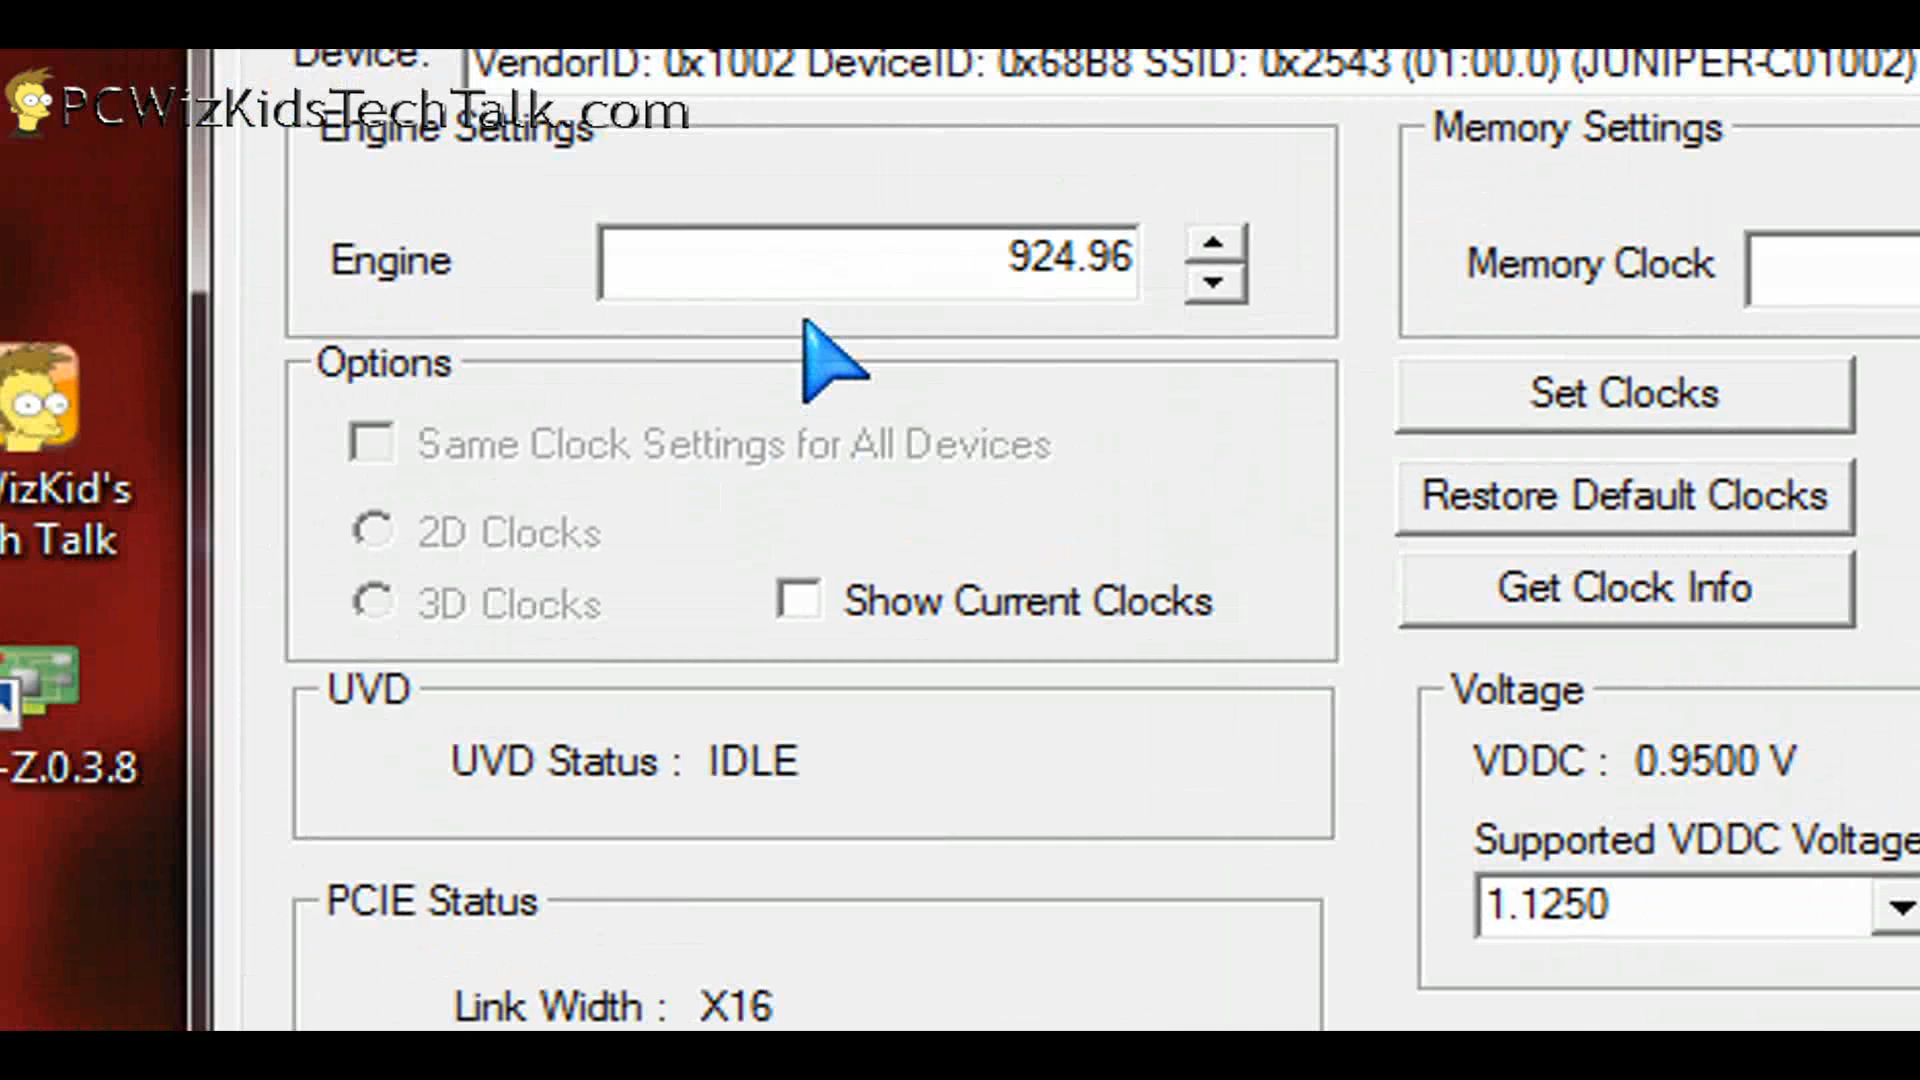 Device:
VendorID: 0x1002 DeviceID: 0x68B8 SSID: 0x2543 (01:00.0) (JUNIPER-C01002)
PCWizKidsTechTalk.com
Engine Settings
Memory Settings
Engine
924.96
Memory Clock
Options
Set Clocks
Same Clock Settings for All Devices
Restore Default Clocks
2D Clocks
Get Clock Info
3D Clocks
Show Current Clocks
UVD
UVD Status : IDLE
Voltage
VDDC : 0.9500 V
Supported VDDC Voltage
1.1250
PCIE Status
Link Width : X16
WizKid's
h Talk
-Z.0.3.8